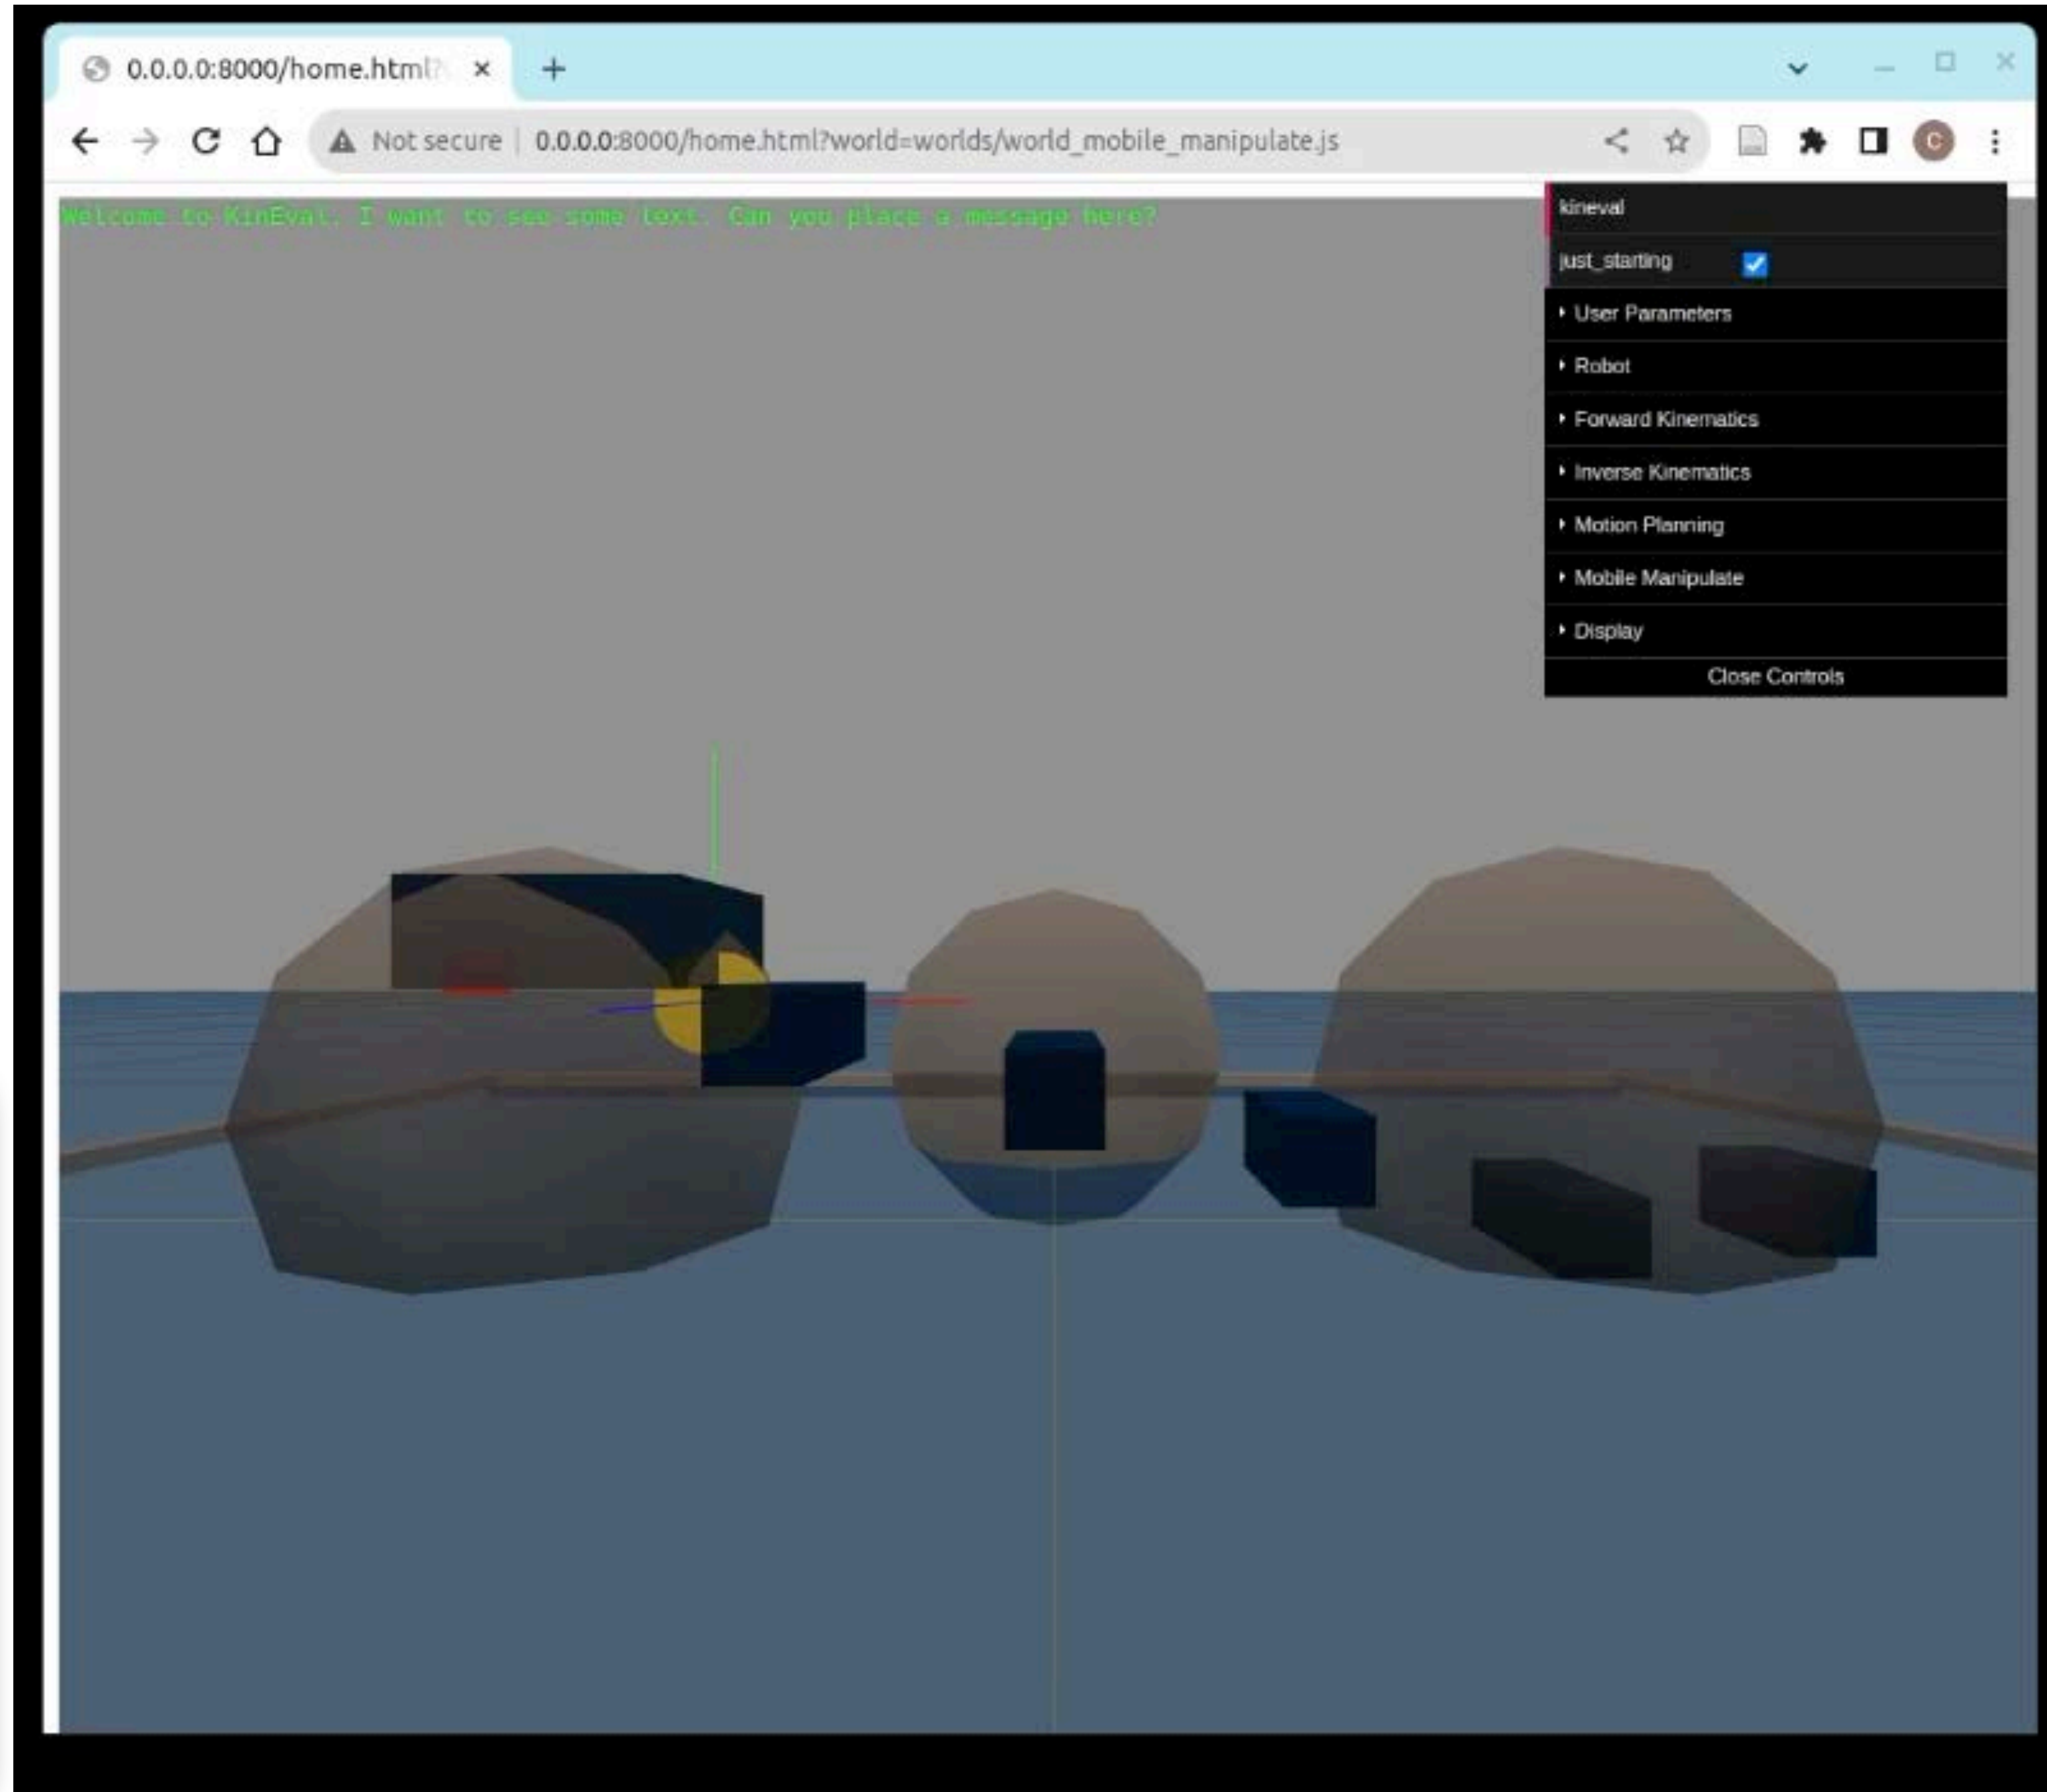 0.0.0.0:8000/home.html?
Not secure | 0.0.0.0:8000/home.html?world=worlds/world_mobile_manipulate.js
C
Welcome to KinEval. I want to see some text. Can you place a message here?
kineval
just_starting
User Parameters
Robot
Forward Kinematics
Inverse Kinematics
Motion Planning
Mobile Manipulate
Display
Close Controls